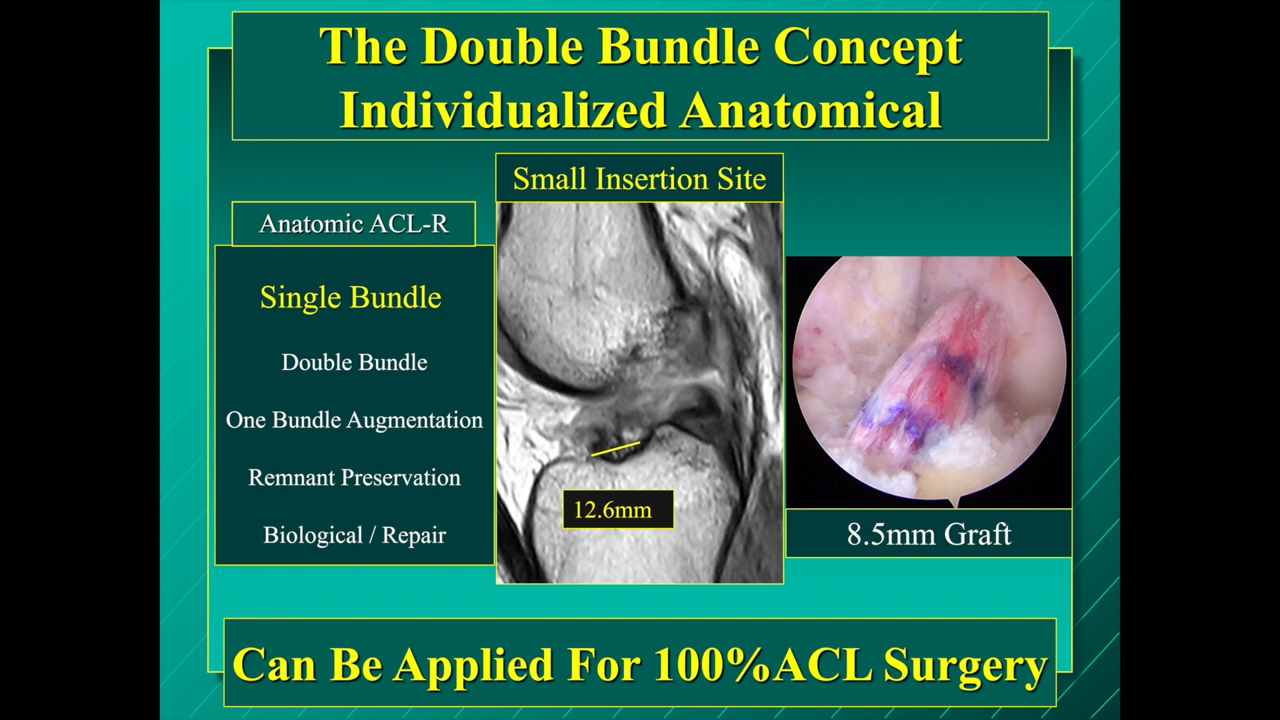 The Double Bundle Concept
Individualized Anatomical
Small Insertion Site
Anatomic ACL-R
Single Bundle
Double Bundle
One Bundle Augmentation
Remnant Preservation
Biological / Repair
12.6mm
8.5mm Graft
Can Be Applied For 100%ACL Surgery